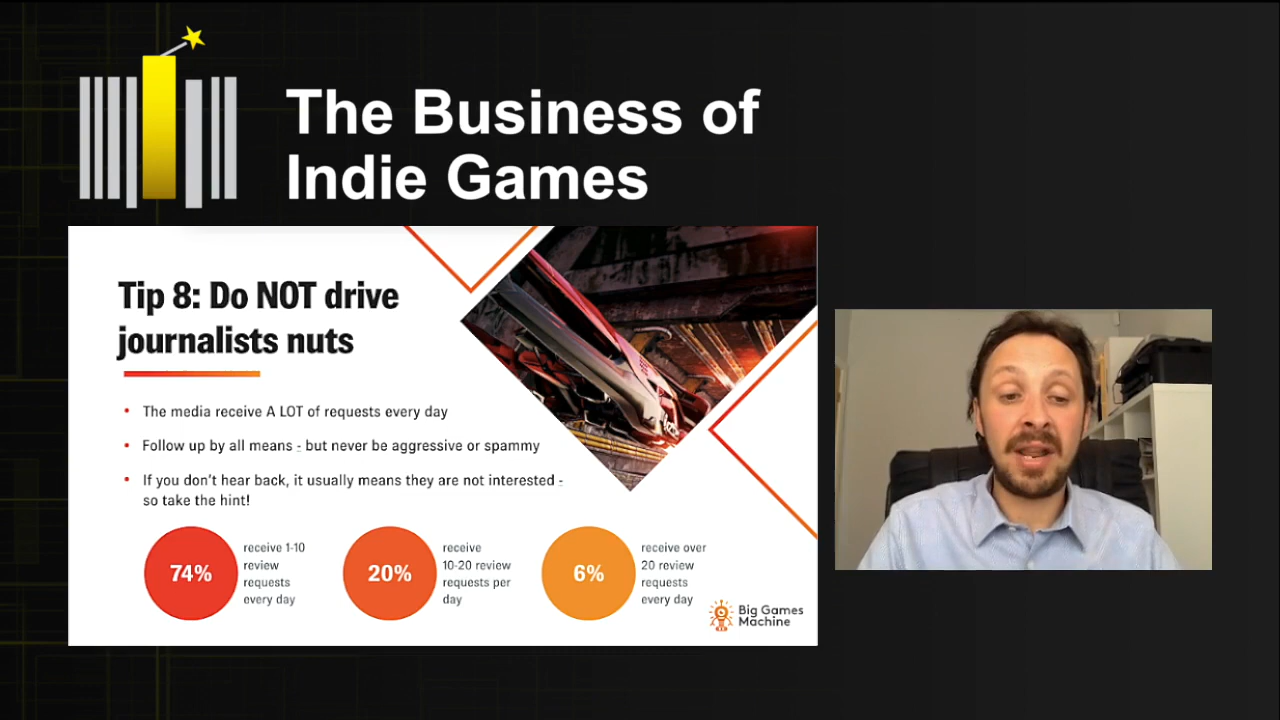 The Business of
Indie Games
Tip 8: Do NOT drive
journalists nuts
The media receive A LOT of requests every day
Follow up by all means - but never be aggressive or spammy
If you don't hear back, it usually means they are not interested -
so take the hint!
74%
receive 1-10
review
requests
every day
20%
receive
10-20 review
requests per
day
6%
receive over
20 review
requests
every day
Big Games
Machine